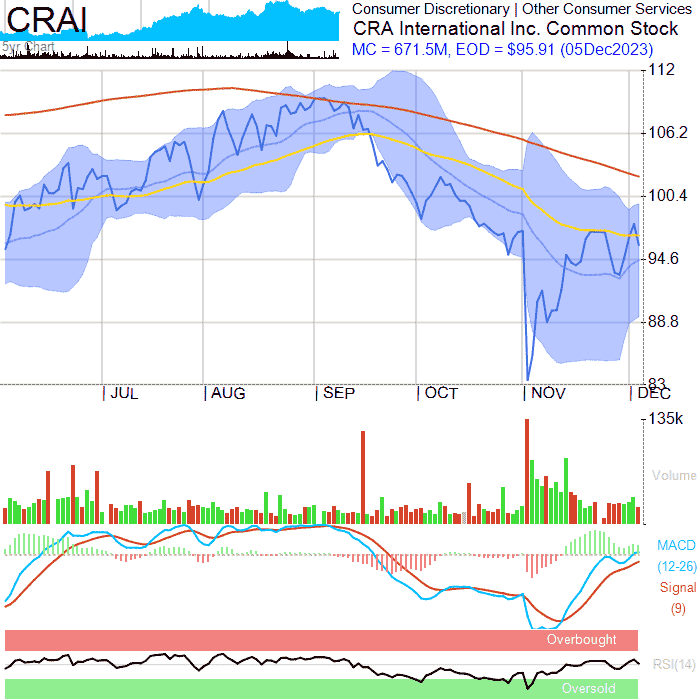 CRAI
Consumer Discretionary | Other Consumer Services
CRA International Inc. Common Stock
MC = 671.5M, EOD = $95.91 (05Dec2023)
5yr Chart
112
106.2
100.4
94.6
88.8
83
JUL
AUG
SEP
OCT
NOV
DEC
135k
Volume
MACD
(12-26)
Signal
(9)
Overbought
RSI(14)
Oversold